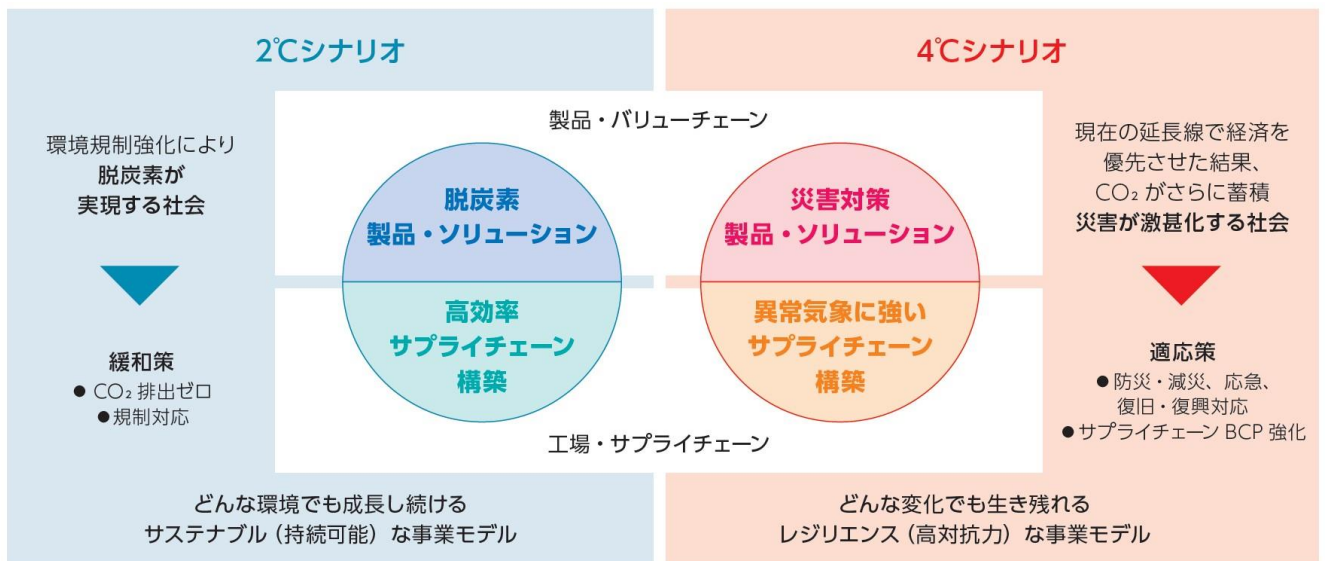 2℃シナリオ
環境規制強化により
脱炭素が
実現する社会
緩和策
● CO₂ 排出ゼロ
● 規制対応
製品・バリューチェーン
脱炭素
製品・ソリューション
高効率
サプライチェーン
構築
災害対策
製品・ソリューション
異常気象に強い
サプライチェーン
構築
工場・サプライチェーン
どんな環境でも成長し続ける
サステナブル（持続可能）な事業モデル
4℃シナリオ
現在の延長線で経済を
優先させた結果、
CO₂ がさらに蓄積
災害が激甚化する社会
適応策
● 防災・減災、応急、
復旧・復興対応
● サプライチェーン BCP 強化
どんな変化でも生き残れる
レジリエンス（高対抗力）な事業モデル